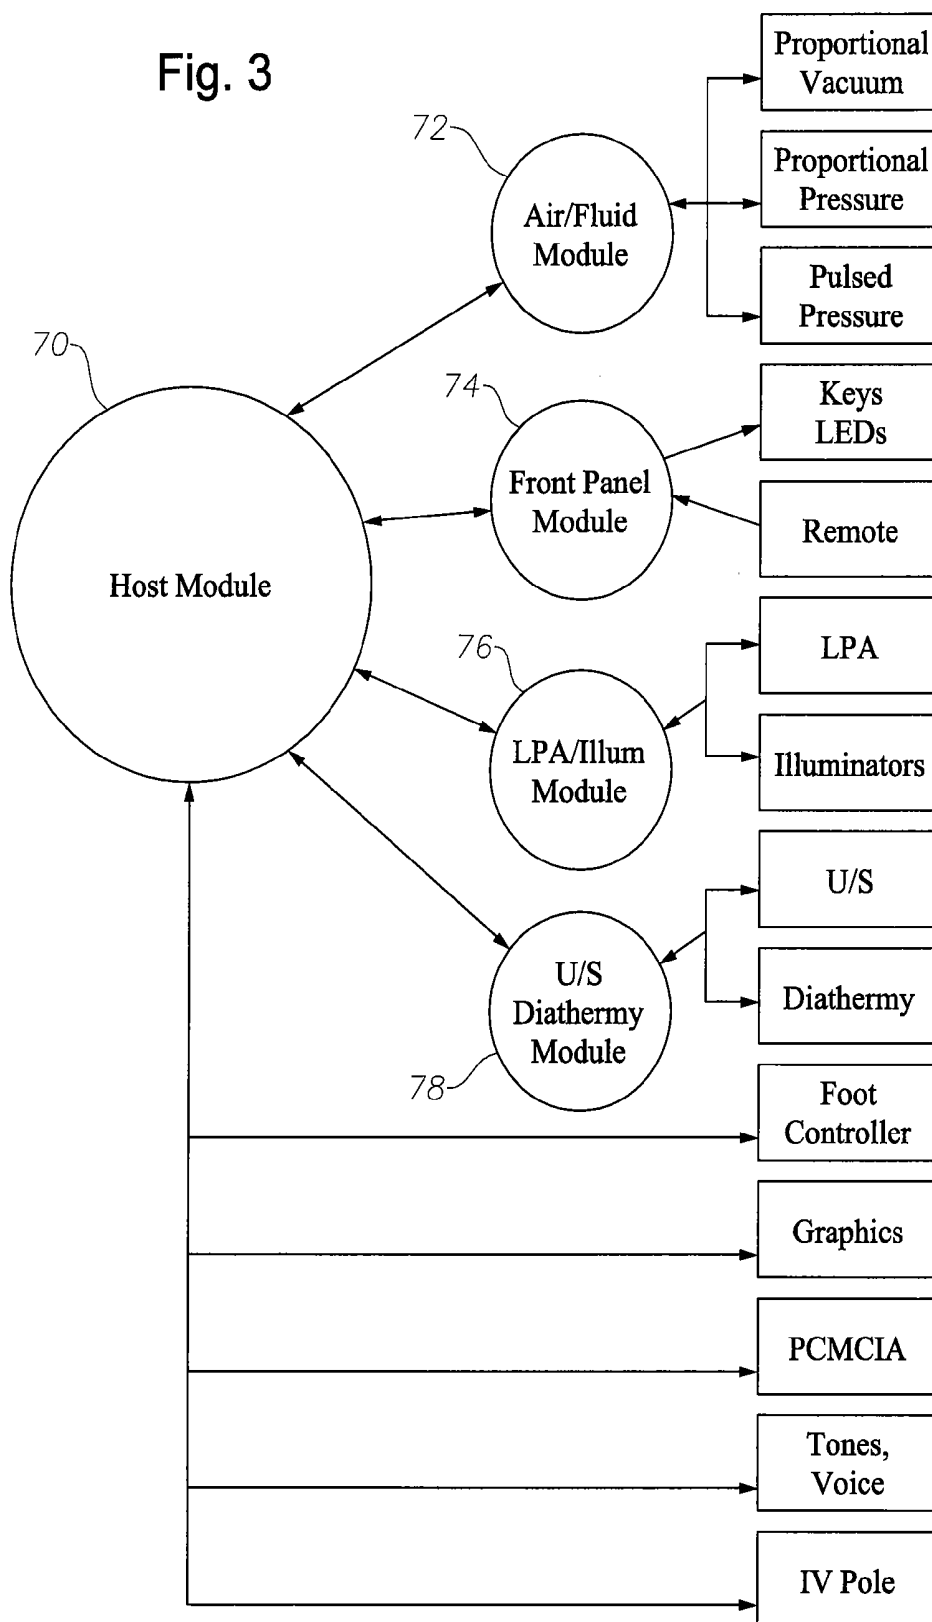 Fig. 3
Proportional
Vacuum
72
Proportional
Pressure
Air/Fluid
Module
Pulsed
Pressure
70
74
Keys
LEDs
Front Panel
Module
Remote
Host Module
76
LPA
LPA/Illum
Module
Illuminators
U/S
U/S
Diathermy
Module
Diathermy
78
Foot
Controller
Graphics
PCMCIA
Tones,
Voice
IV Pole